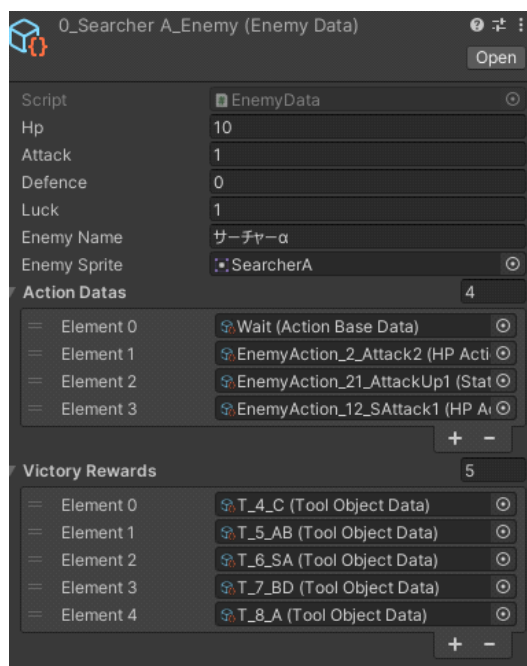 0_Searcher A_Enemy (Enemy Data)
Open
Script EnemyData
Hp 10
Attack 1
Defence 0
Luck 1
Enemy Name サーチャーα
Enemy Sprite SearcherA
Action Datas 4
Element 0 Wait (Action Base Data)
Element 1 EnemyAction_2_Attack2 (HP Acti
Element 2 EnemyAction_21_AttackUp1 (Stat
Element 3 EnemyAction_12_SAttack1 (HP A
+ -
Victory Rewards 5
Element 0 T_4_C (Tool Object Data)
Element 1 T_5_AB (Tool Object Data)
Element 2 T_6_SA (Tool Object Data)
Element 3 T_7_BD (Tool Object Data)
Element 4 T_8_A (Tool Object Data)
+ -